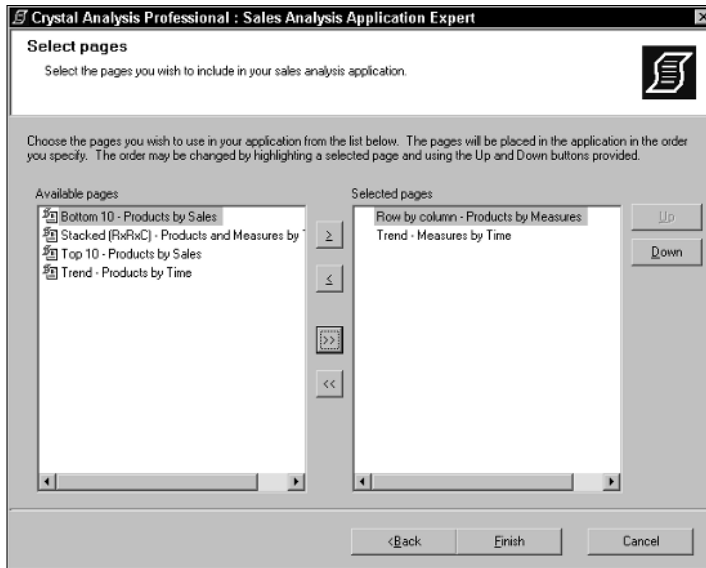 Crystal Analysis Professional : Sales Analysis Application Expert
Select pages
Select the pages you wish to include in your sales analysis application.
Choose the pages you wish to use in your application from the list below. The pages will be placed in the application in the order
you specify. The order may be changed by highlighting a selected page and using the Up and Down buttons provided.
Available pages
Bottom 10 - Products by Sales
Stacked (RxRxC) - Products and Measures by
Top 10 - Products by Sales
Trend - Products by Time
>
<
>>
<<
Selected pages
Row by column - Products by Measures
Trend - Measures by Time
Up
Down
<Back
Finish
Cancel